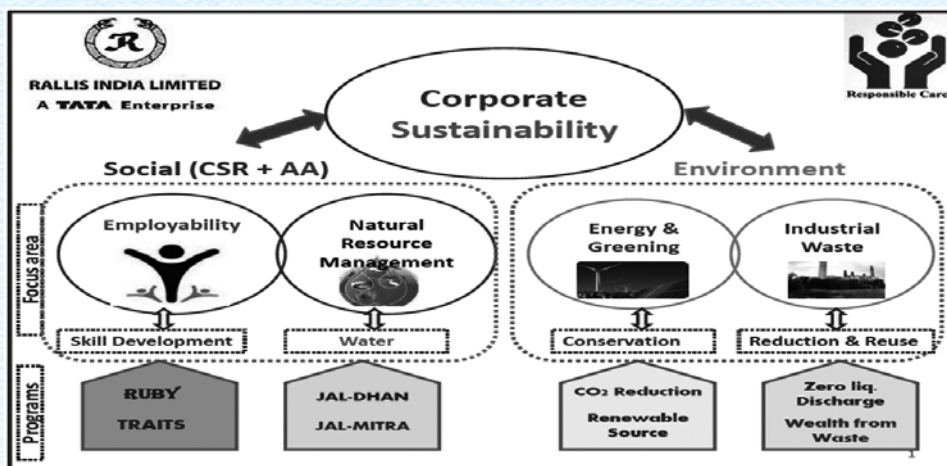 R
RALLIS INDIA LIMITED
A TATA Enterprise
Responsible Care
Corporate
Sustainability
Social (CSR + AA)
Environment
Focus area
Employability
Natural
Resource
Management
Energy &
Greening
Industrial
Waste
Skill Development
Water
Conservation
Reduction & Reuse
Programs
RUBY
TRAITS
JAL-DHAN
JAL-MITRA
CO₂ Reduction
Renewable
Source
Zero liq.
Discharge
Wealth from
Waste
1